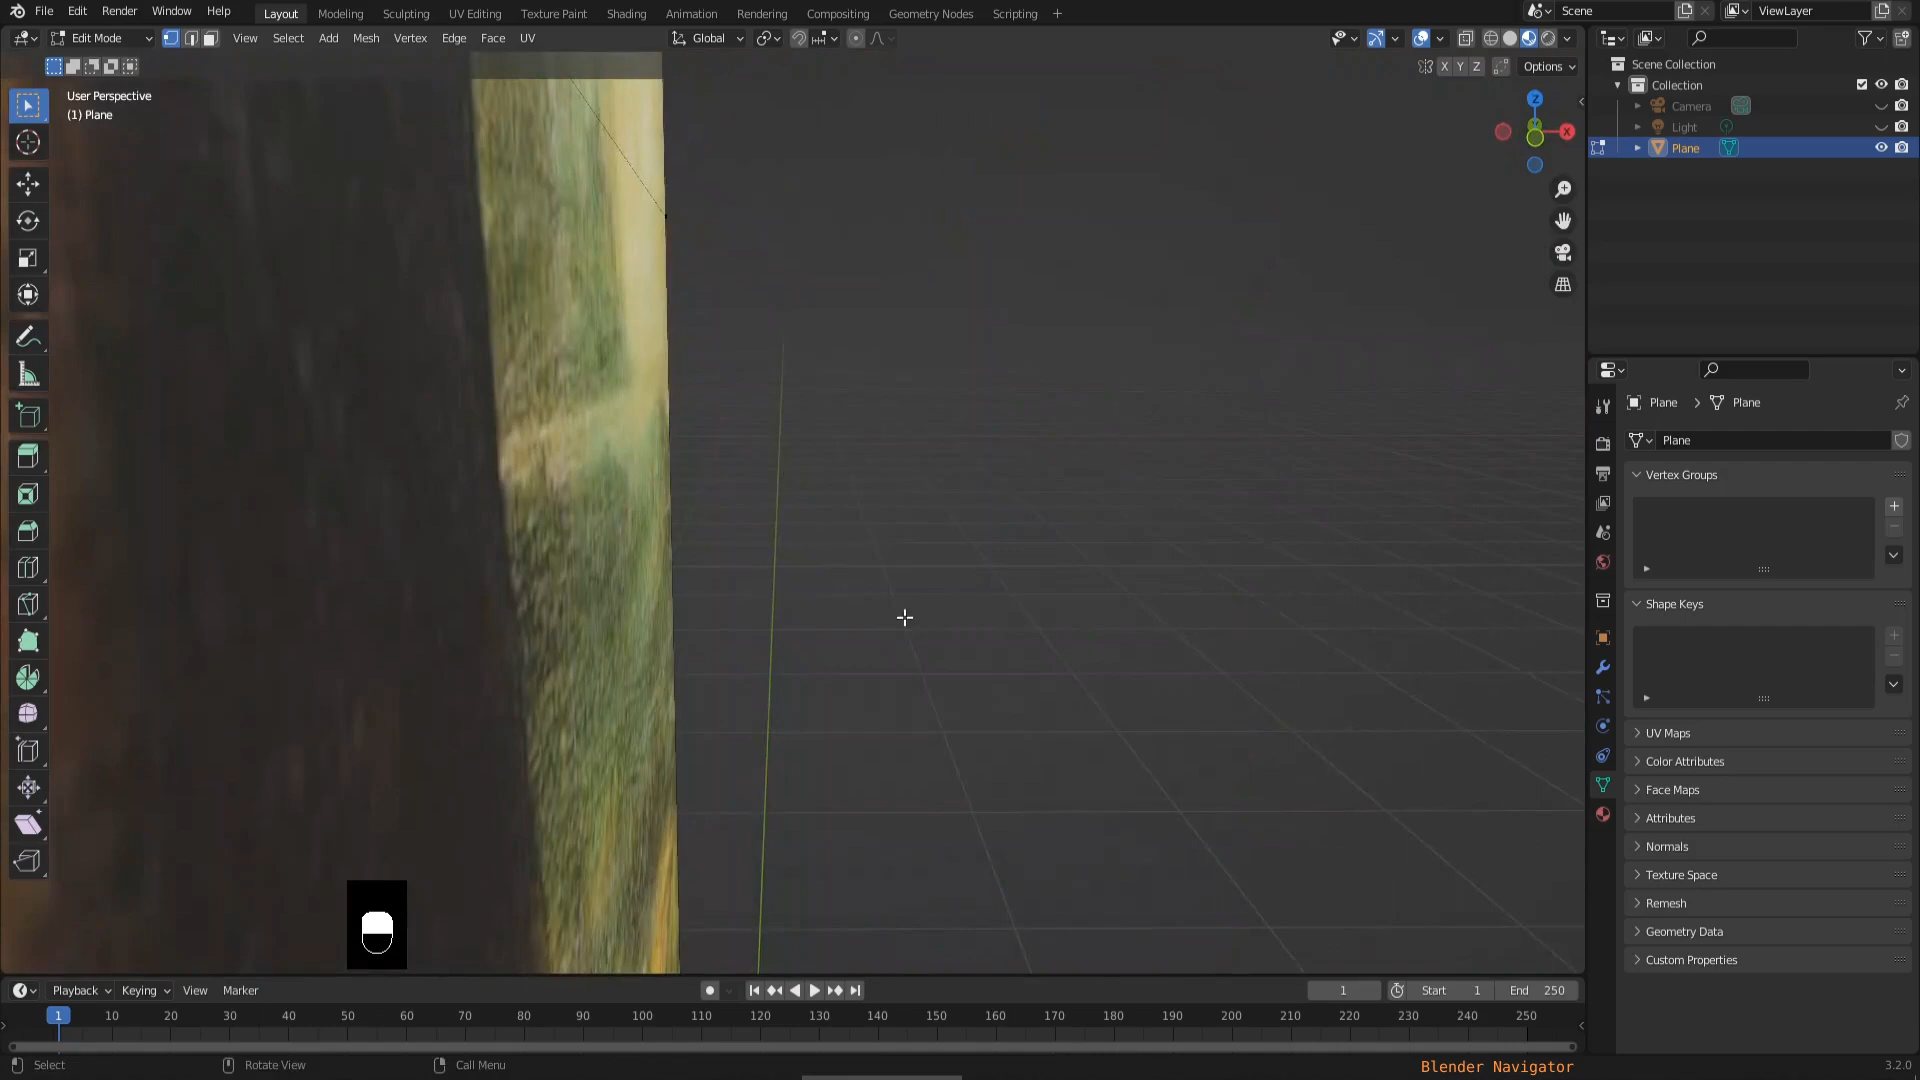 File Edit Render Window Help Layout Modeling Sculpting UV Editing Texture Paint Shading Animation Rendering Compositing Geometry Nodes Scripting + Scene ViewLayer
Edit Mode View Select Add Mesh Vertex Edge Face UV Global
X Y Z Options
User Perspective
(1) Plane
Z
X
Scene Collection
Collection
Camera
Light
Plane
Plane > Plane
Plane
Vertex Groups
Shape Keys
UV Maps
Color Attributes
Face Maps
Attributes
Normals
Texture Space
Remesh
Geometry Data
Custom Properties
Playback Keying View Marker 1 Start 1 End 250
1 10 20 30 40 50 60 70 80 90 100 110 120 130 140 150 160 170 180 190 200 210 220 230 240 250
Select Rotate View Call Menu Blender Navigator 3.2.0